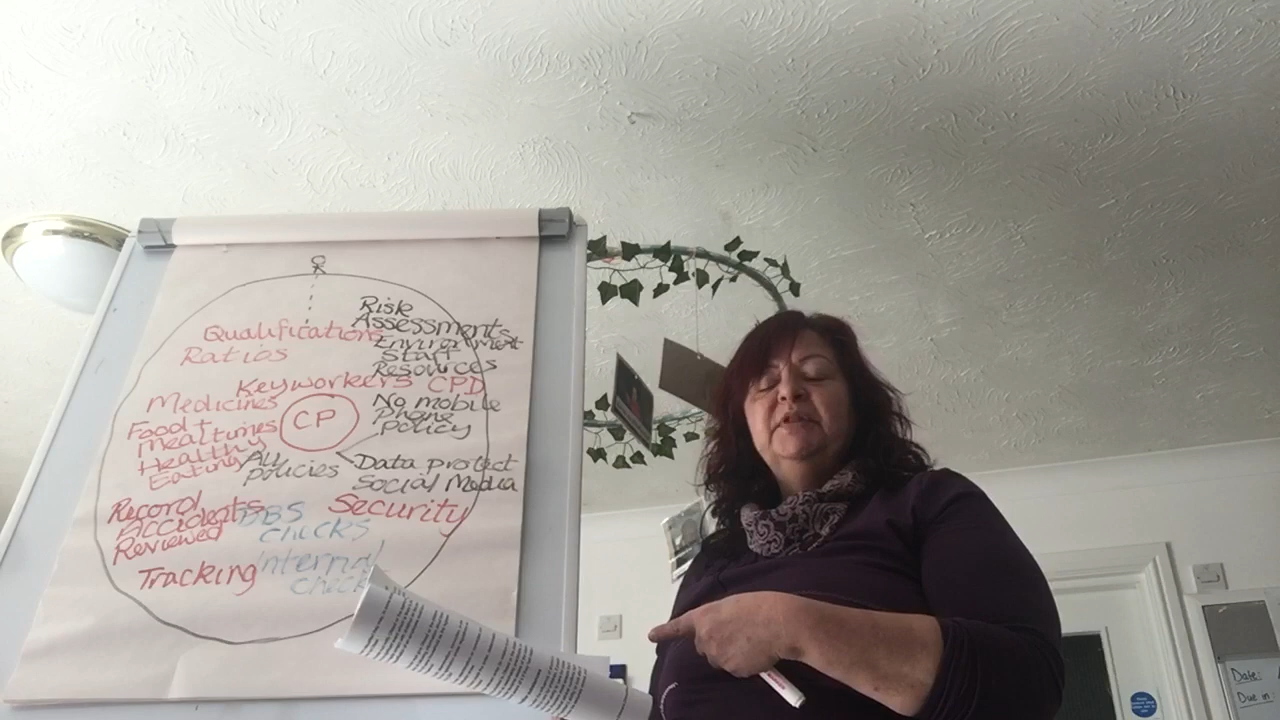 Qualifications
Ratios
Risk
Assessments
Environment
Staff
Resources
Keyworkers CPD
Medicines
Food +
mealtimes
Healthy
Eating
CP
No mobile
Phone
Policy
All
policies
Data protect
Social Media
Record
Accidents
Reviewed
DBS
checks
Security
Tracking
internal
check
Date:
Due in: